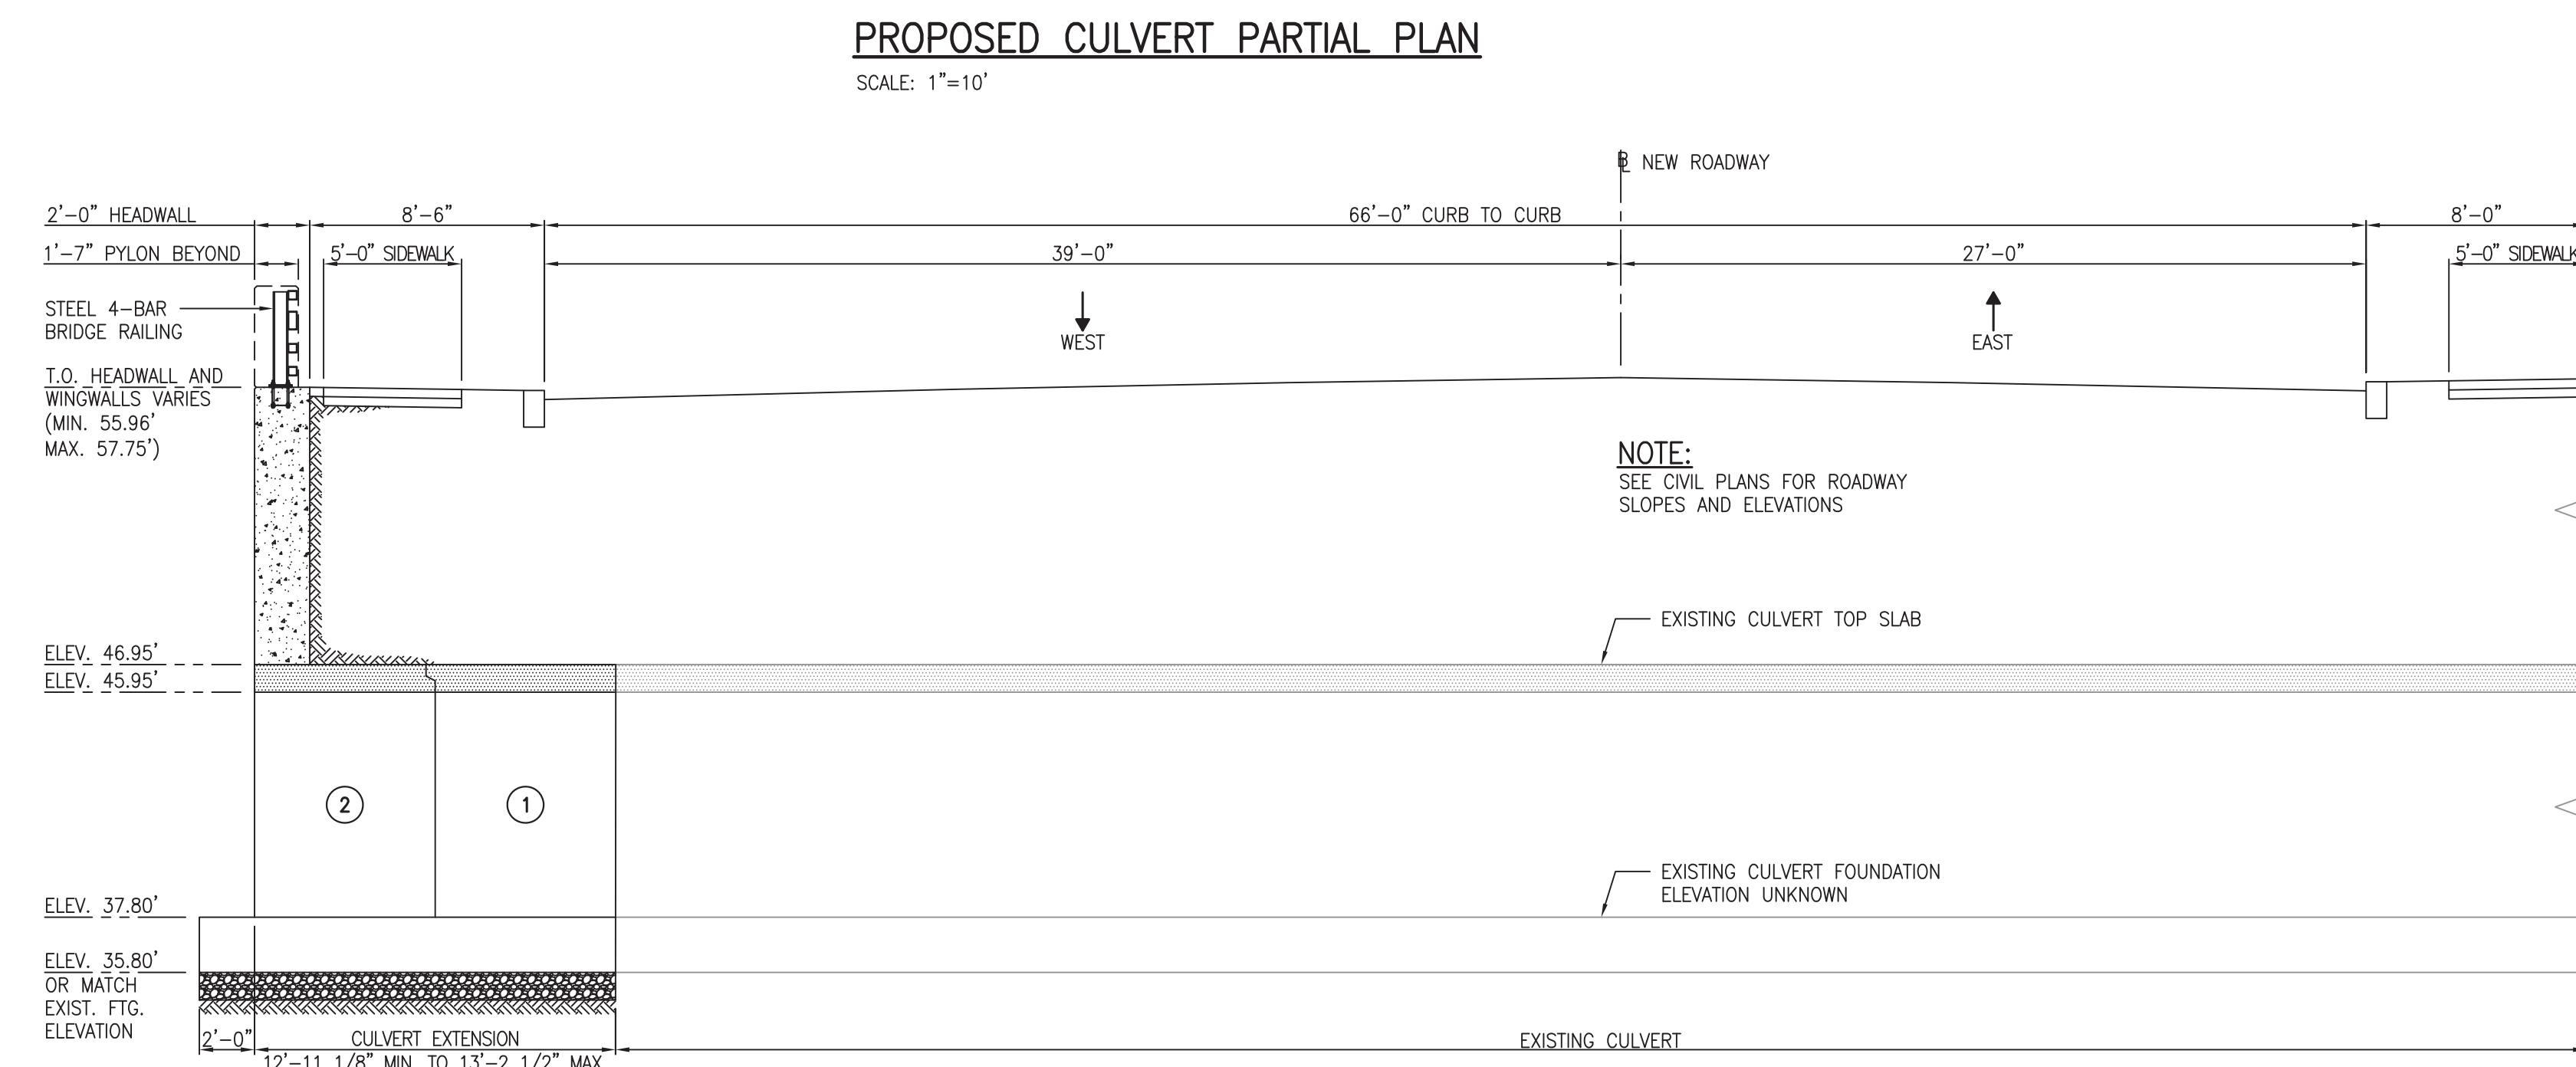 PROPOSED CULVERT PARTIAL PLAN
SCALE: 1"=10'
BL NEW ROADWAY
2'-0" HEADWALL
8'-6"
66'-0" CURB TO CURB
8'-0"
1'-7" PYLON BEYOND
5'-0" SIDEWALK
39'-0"
27'-0"
5'-0" SIDEWALK
STEEL 4-BAR
BRIDGE RAILING
WEST
EAST
T.O. HEADWALL AND
WINGWALLS VARIES
(MIN. 55.96'
MAX. 57.75')
NOTE:
SEE CIVIL PLANS FOR ROADWAY
SLOPES AND ELEVATIONS
EXISTING CULVERT TOP SLAB
ELEV. 46.95'
ELEV. 45.95'
2
1
EXISTING CULVERT FOUNDATION
ELEVATION UNKNOWN
ELEV. 37.80'
ELEV. 35.80'
OR MATCH
EXIST. FTG.
ELEVATION
2'-0"
CULVERT EXTENSION
12'-11 1/8" MIN. TO 13'-2 1/2" MAX
EXISTING CULVERT